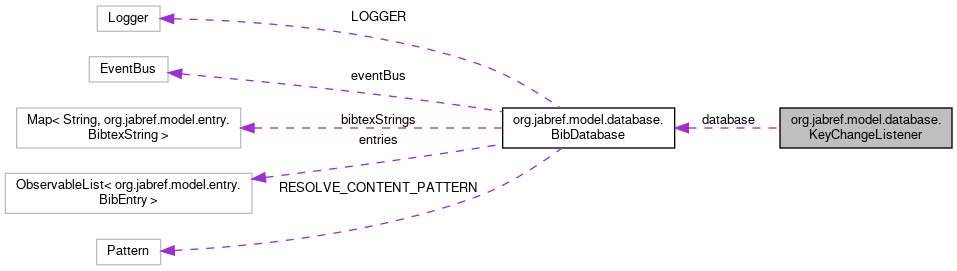 Logger
LOGGER
EventBus
eventBus
Map< String, org.jabref.model.entry.
BibtexString >
bibtexStrings
entries
ObservableList< org.jabref.model.entry.
BibEntry >
RESOLVE_CONTENT_PATTERN
Pattern
org.jabref.model.database.
BibDatabase
database
org.jabref.model.database.
KeyChangeListener